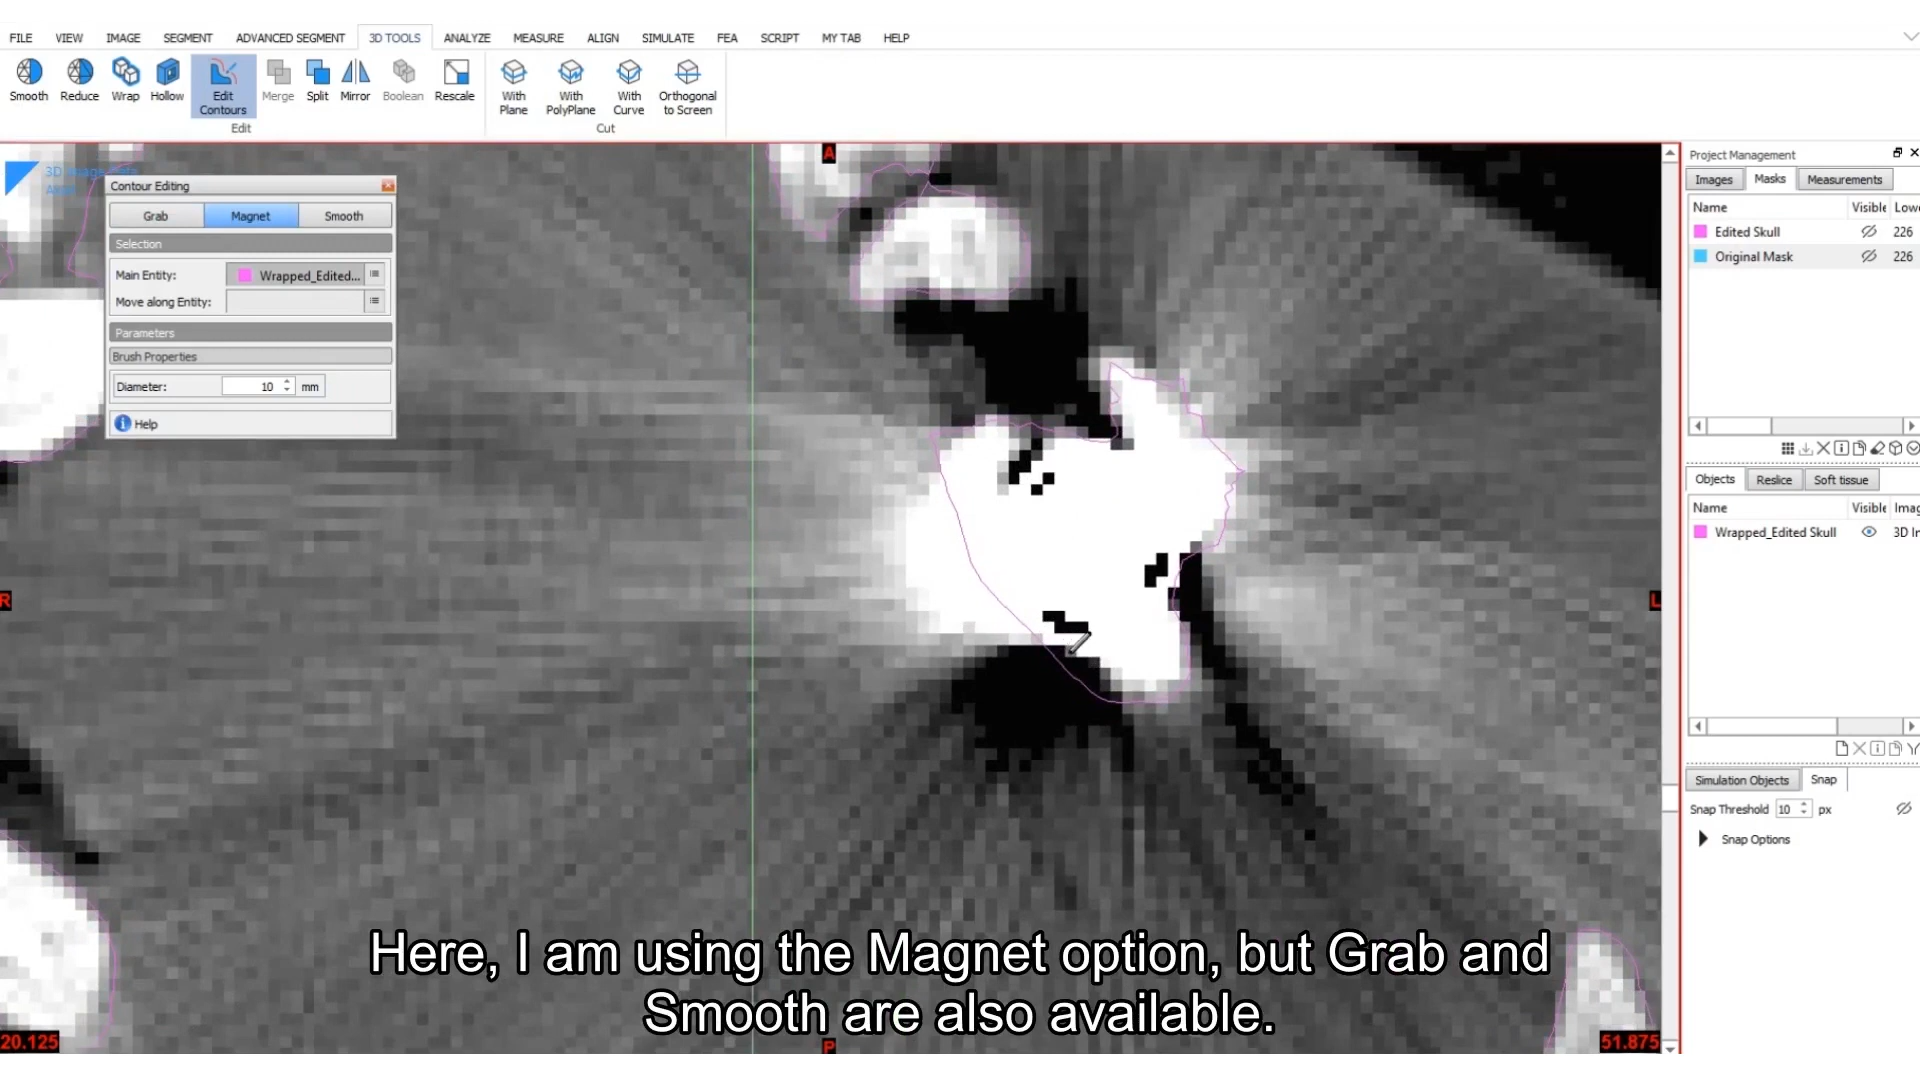 FILE VIEW IMAGE SEGMENT ADVANCED SEGMENT 3D TOOLS ANALYZE MEASURE ALIGN SIMULATE FEA SCRIPT MY TAB HELP
Smooth Reduce Wrap Hollow Edit Contours Merge Split Mirror Boolean Rescale With Plane With PolyPlane With Curve Orthogonal to Screen
Edit Cut
A
Contour Editing
Grab Magnet Smooth
Selection
Main Entity: Wrapped_Edited...
Move along Entity:
Parameters
Brush Properties
Diameter: 10 mm
Help
R
L
P
20.125
51.875
Project Management
Images Masks Measurements
Name Visible Lowe
Edited Skull 226
Original Mask 226
Objects Reslice Soft tissue
Name Visible Imag
Wrapped_Edited Skull 3D In
Simulation Objects Snap
Snap Threshold 10 px
Snap Options
Here, I am using the Magnet option, but Grab and
Smooth are also available.